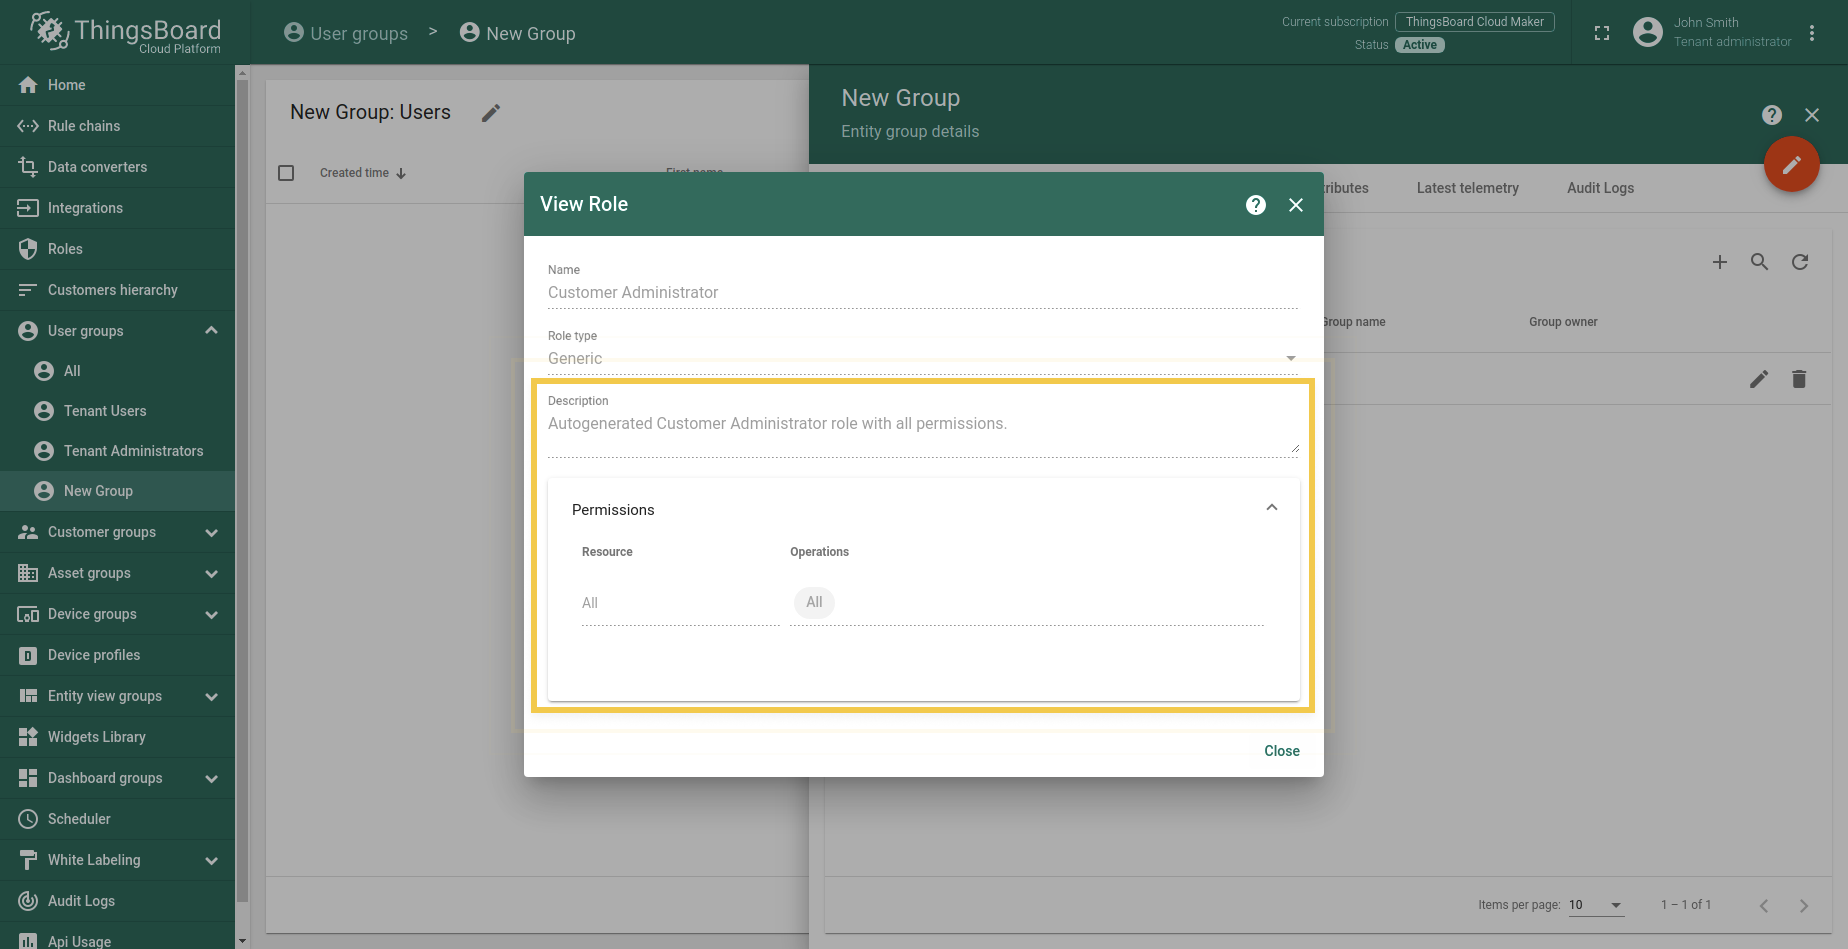 ThingsBoard
Cloud Platform
User groups > New Group
Current subscription ThingsBoard Cloud Maker
Status Active
John Smith
Tenant administrator
Home
Rule chains
Data converters
Integrations
Roles
Customers hierarchy
User groups
All
Tenant Users
Tenant Administrators
New Group
Customer groups
Asset groups
Device groups
Device profiles
Entity view groups
Widgets Library
Dashboard groups
Scheduler
White Labeling
Audit Logs
Api Usage
New Group: Users
Created time
First name
New Group
Entity group details
tributes Latest telemetry Audit Logs
Group name Group owner
View Role
Name
Customer Administrator
Role type
Generic
Description
Autogenerated Customer Administrator role with all permissions.
Permissions
Resource Operations
All All
Close
Items per page: 10 1 – 1 of 1